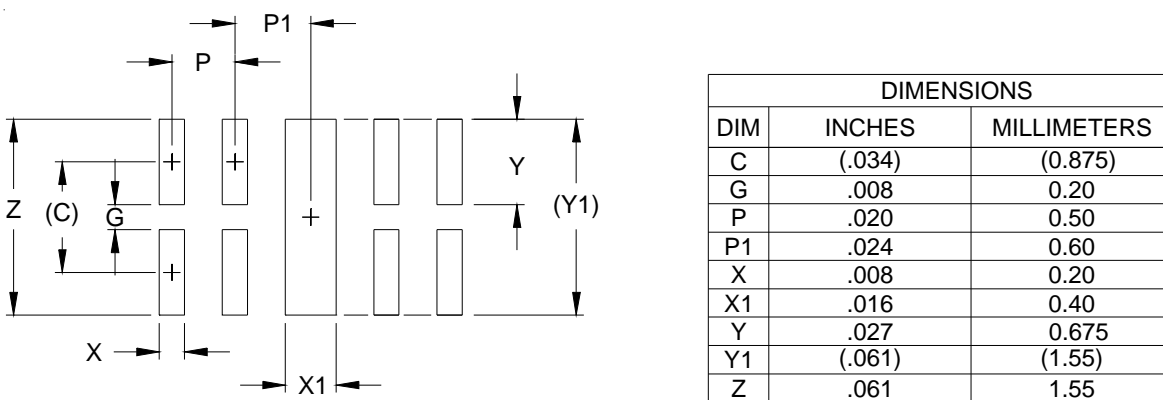 P1
P
Z
(C)
G
Y
(Y1)
X
X1
DIMENSIONS
DIM INCHES MILLIMETERS
C (.034) (0.875)
G .008 0.20
P .020 0.50
P1 .024 0.60
X .008 0.20
X1 .016 0.40
Y .027 0.675
Y1 (.061) (1.55)
Z .061 1.55